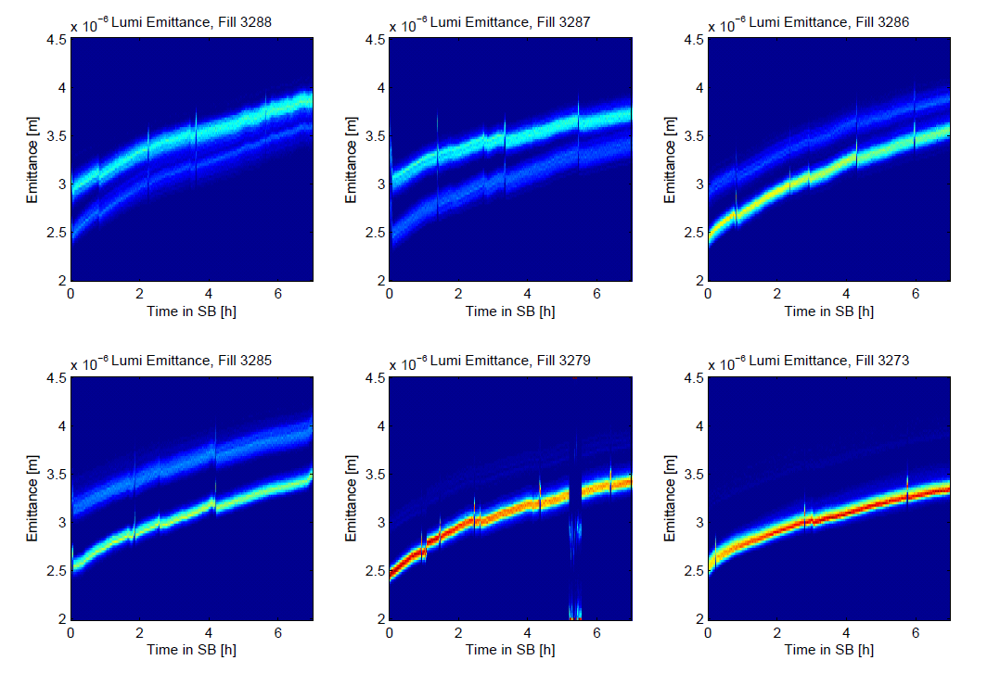 x 10⁻⁶ Lumi Emittance, Fill 3288
4.5
4
3.5
3
2.5
2
Emittance [m]
0 2 4 6
Time in SB [h]
x 10⁻⁶ Lumi Emittance, Fill 3287
4.5
4
3.5
3
2.5
2
Emittance [m]
0 2 4 6
Time in SB [h]
x 10⁻⁶ Lumi Emittance, Fill 3286
4.5
4
3.5
3
2.5
2
Emittance [m]
0 2 4 6
Time in SB [h]
x 10⁻⁶ Lumi Emittance, Fill 3285
4.5
4
3.5
3
2.5
2
Emittance [m]
0 2 4 6
Time in SB [h]
x 10⁻⁶ Lumi Emittance, Fill 3279
4.5
4
3.5
3
2.5
2
Emittance [m]
0 2 4 6
Time in SB [h]
x 10⁻⁶ Lumi Emittance, Fill 3273
4.5
4
3.5
3
2.5
2
Emittance [m]
0 2 4 6
Time in SB [h]